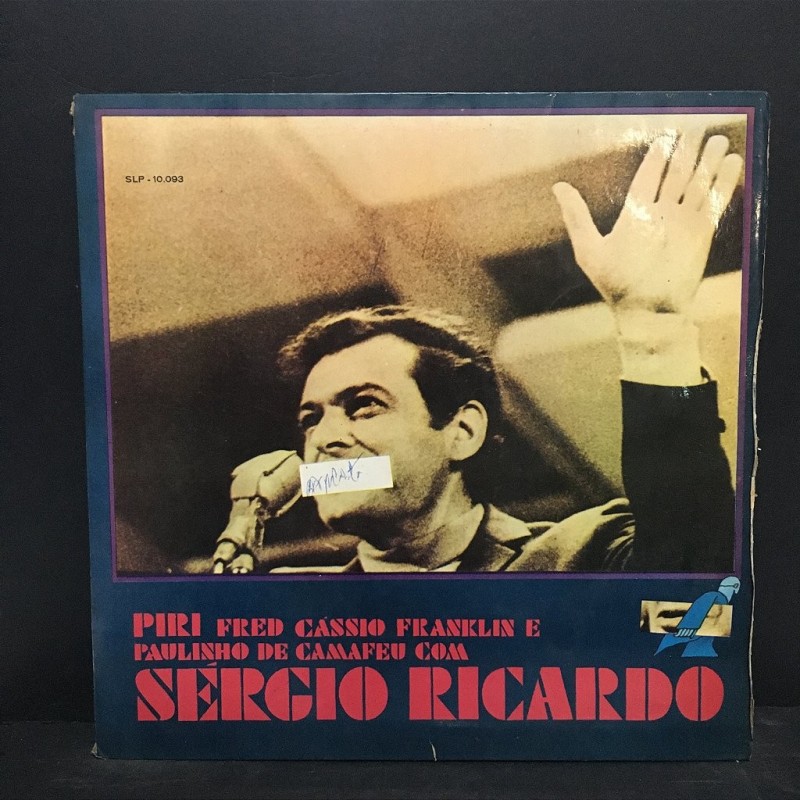 SLP - 10.093
PIRI FRED CÁSSIO FRANKLIN E
PAULINHO DE CAMAFEU COM
SÉRGIO RICARDO